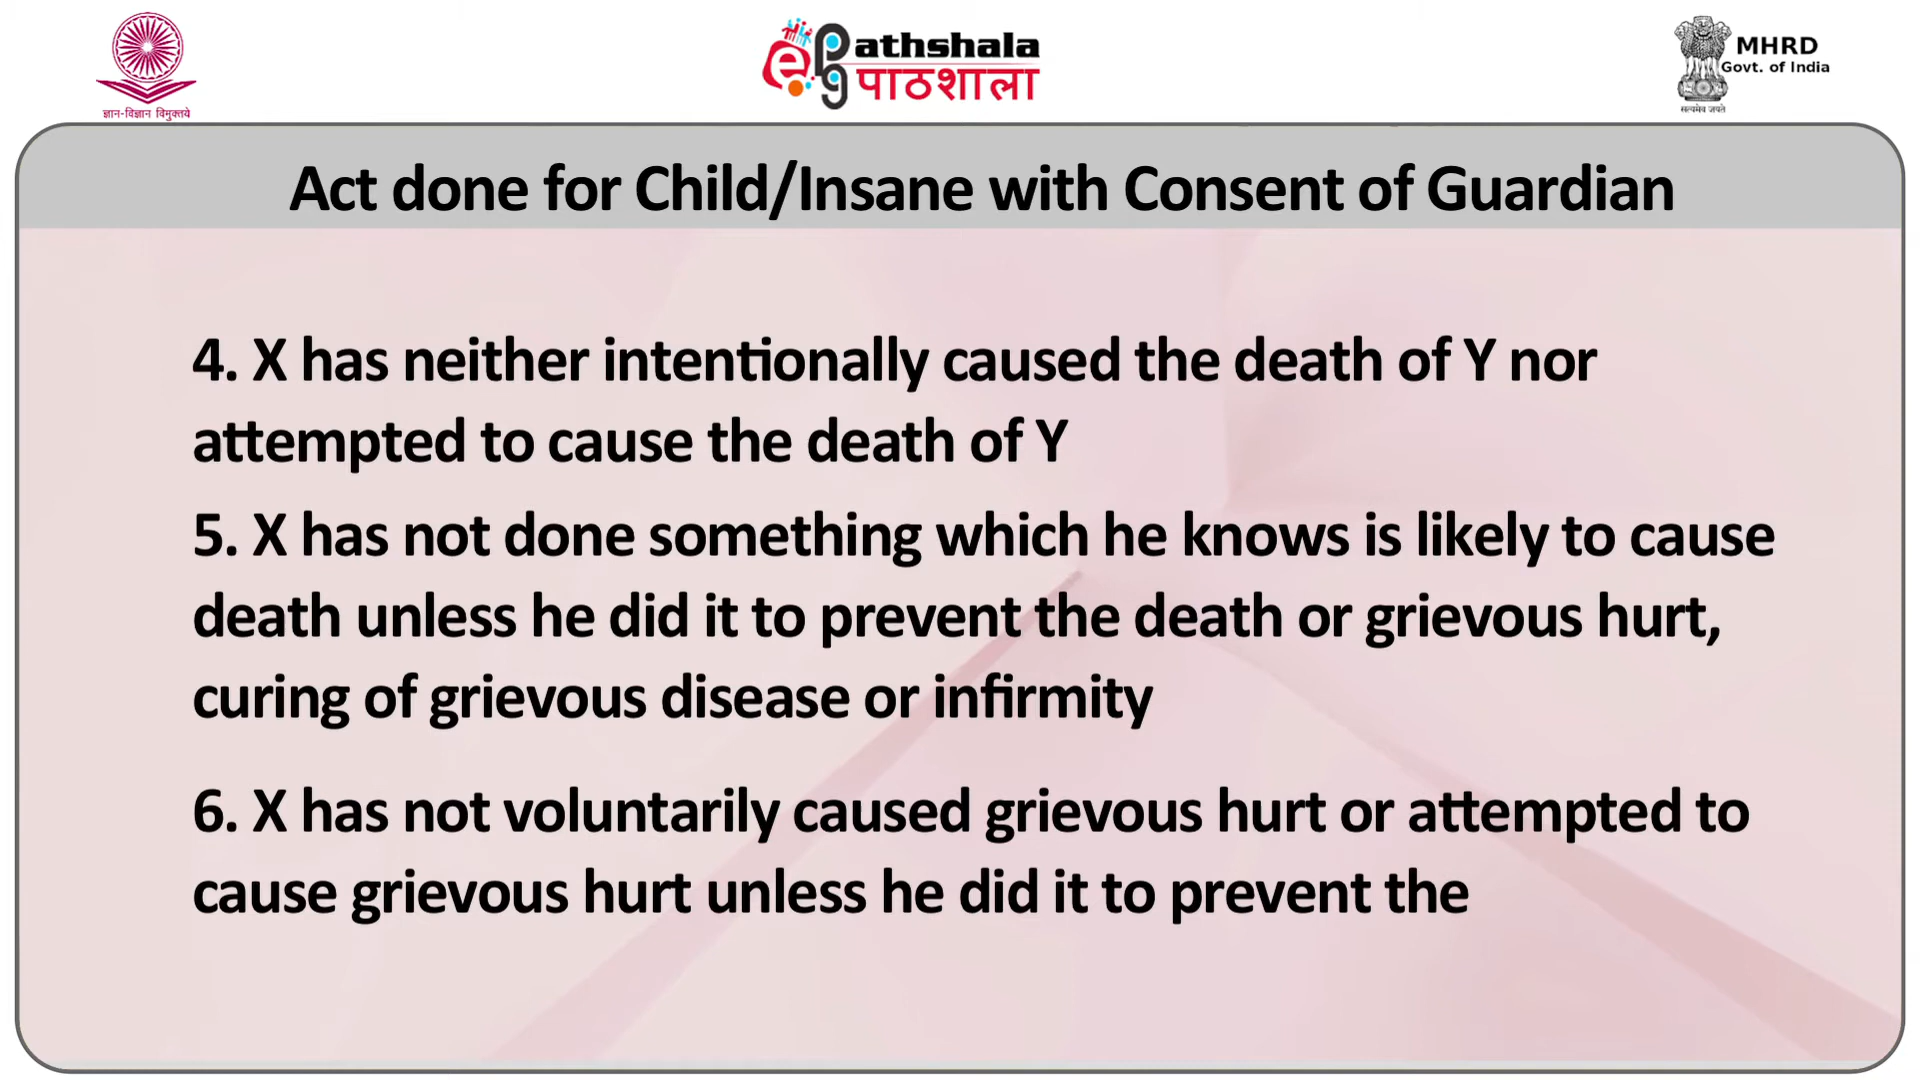 ज्ञान-विज्ञान विमुक्तये
ePG Pathshala
पाठशाला
MHRD
Govt. of India
सत्यमेव जयते
Act done for Child/Insane with Consent of Guardian
4. X has neither intentionally caused the death of Y nor
attempted to cause the death of Y
5. X has not done something which he knows is likely to cause
death unless he did it to prevent the death or grievous hurt,
curing of grievous disease or infirmity
6. X has not voluntarily caused grievous hurt or attempted to
cause grievous hurt unless he did it to prevent the